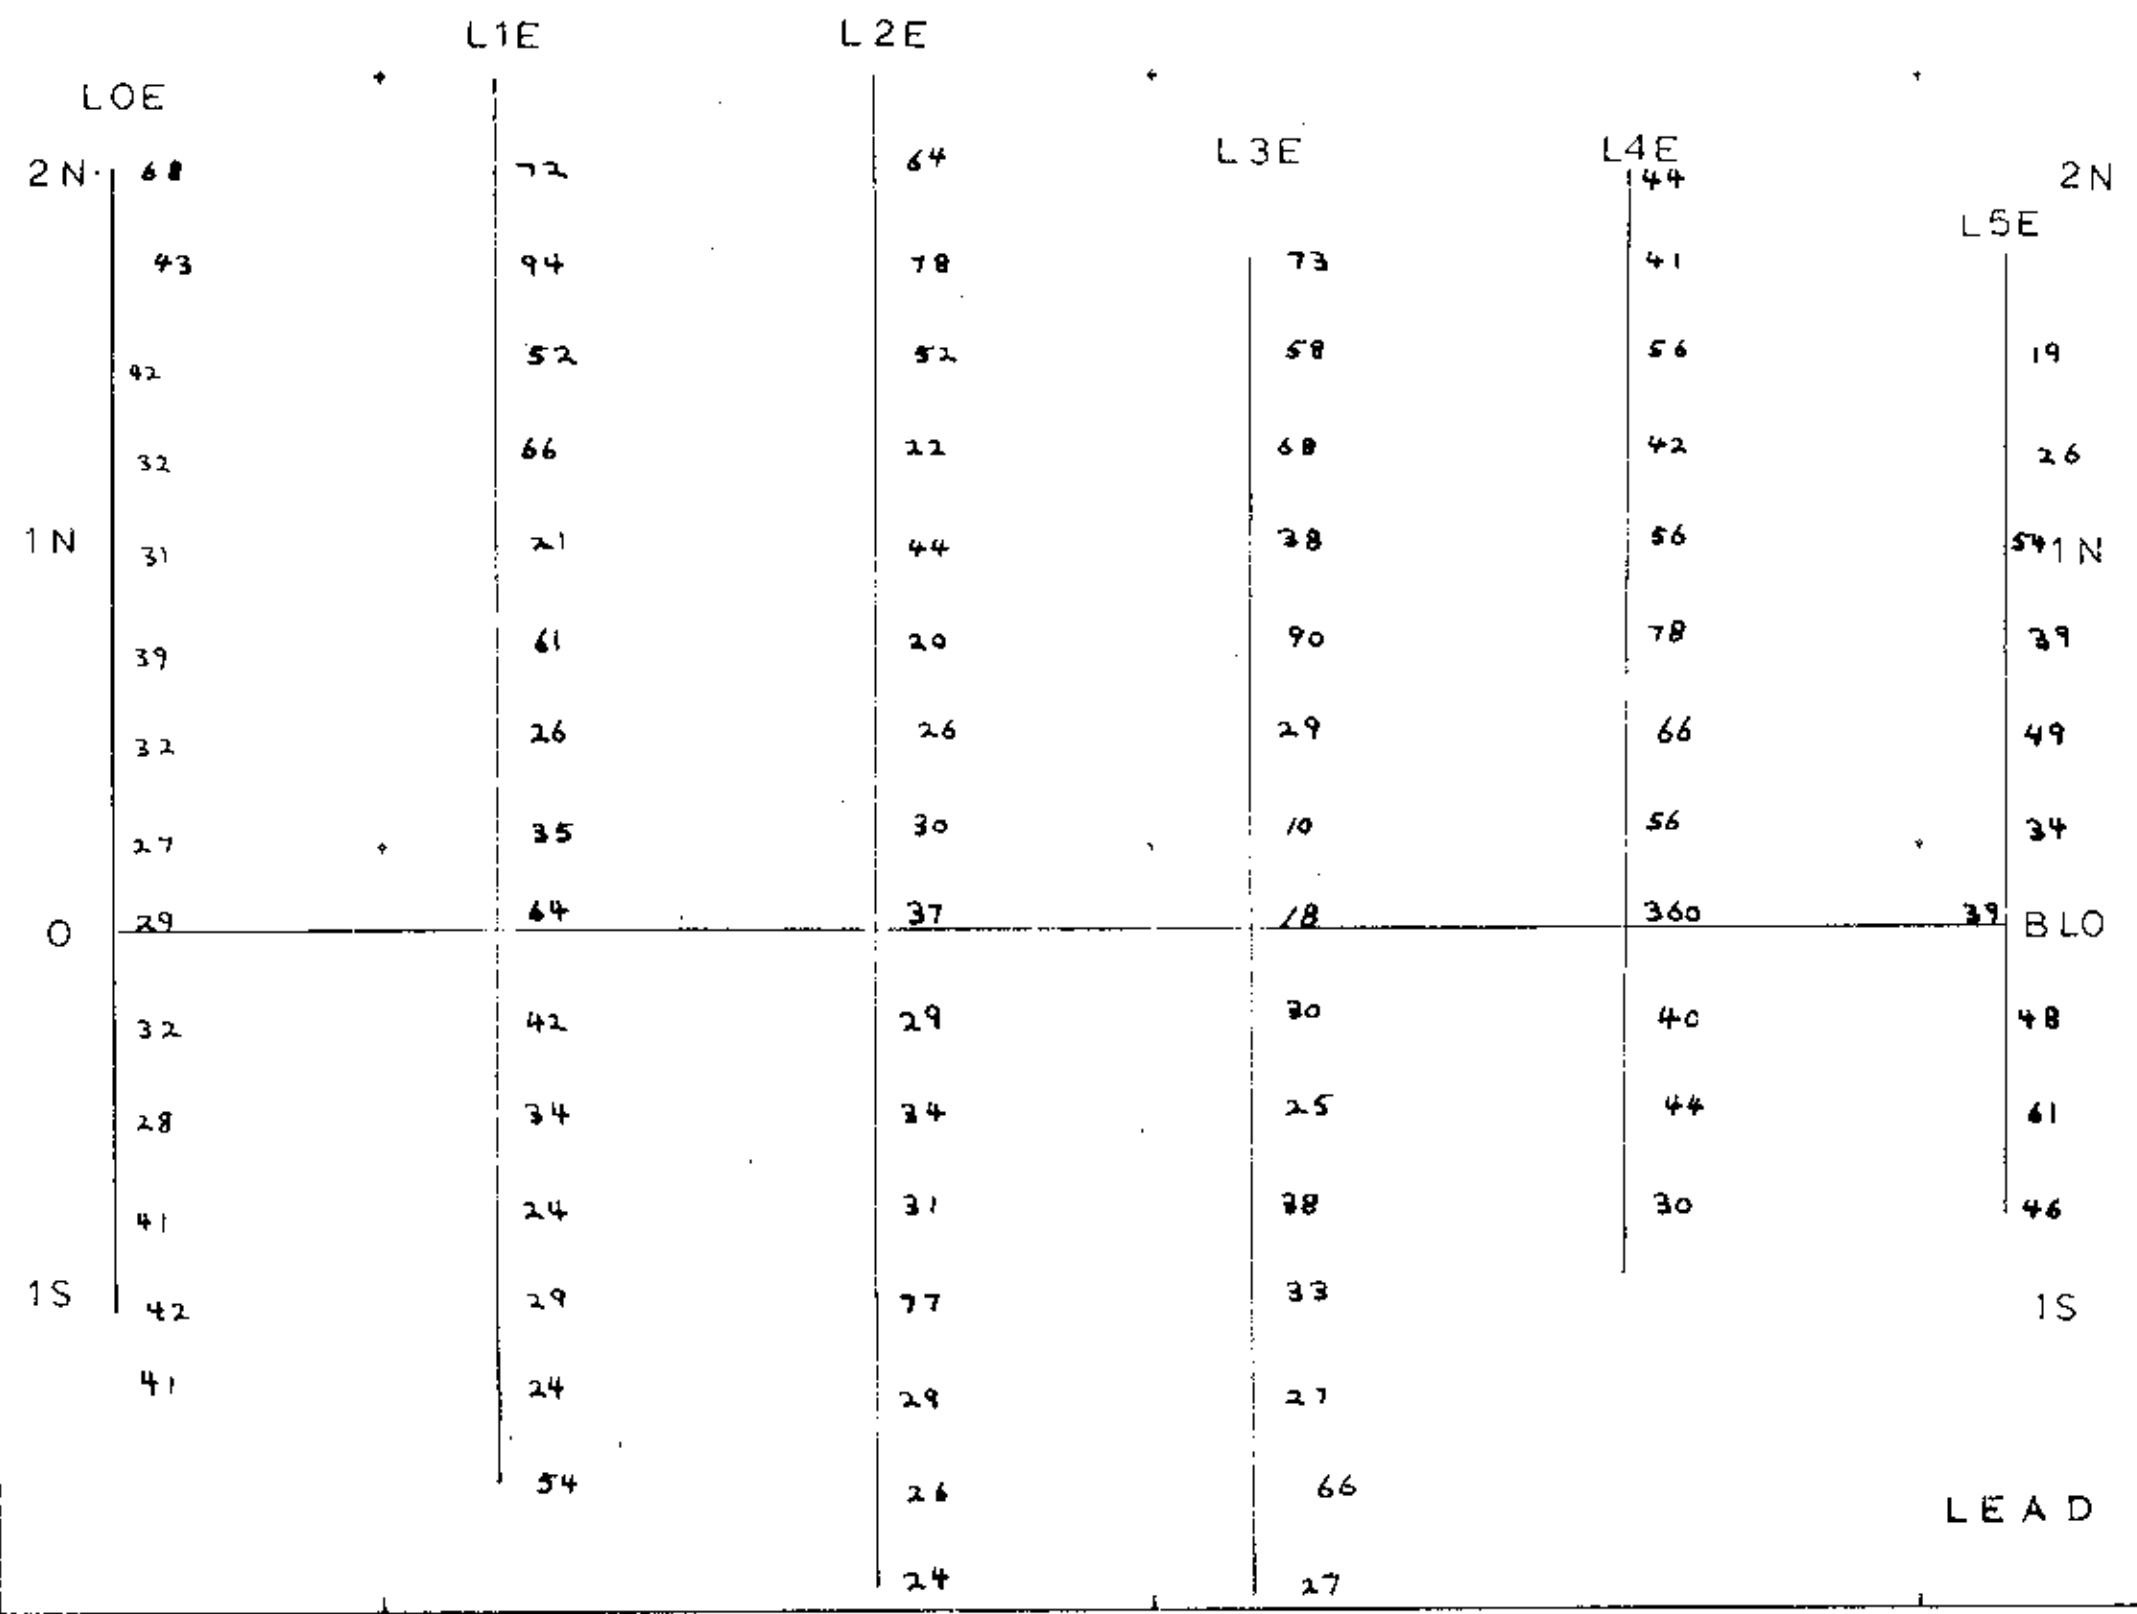 L1E L2E
L0E
L3E L4E
2N 68 72 64 44 2N
L5E
43 94 78 73 41
42 52 52 58 56 19
32 66 22 68 42 26
1N 31 21 44 38 56 54 1N
39 61 20 90 78 39
32 26 26 29 66 49
27 35 30 10 56 34
0 29 64 37 18 360 39 BL0
32 42 29 30 40 48
28 34 34 25 44 61
41 24 31 38 30 46
1S 42 29 77 33 1S
41 24 29 27
54 26 66
LEAD
24 27